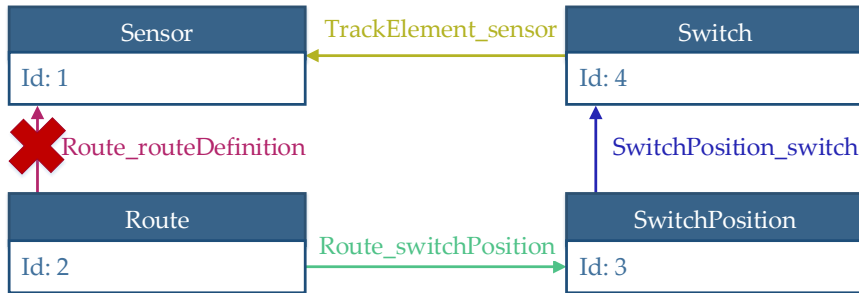 Sensor
TrackElement_sensor
Switch
Id: 1
Id: 4
Route_routeDefinition
SwitchPosition_switch
Route
SwitchPosition
Route_switchPosition
Id: 2
Id: 3